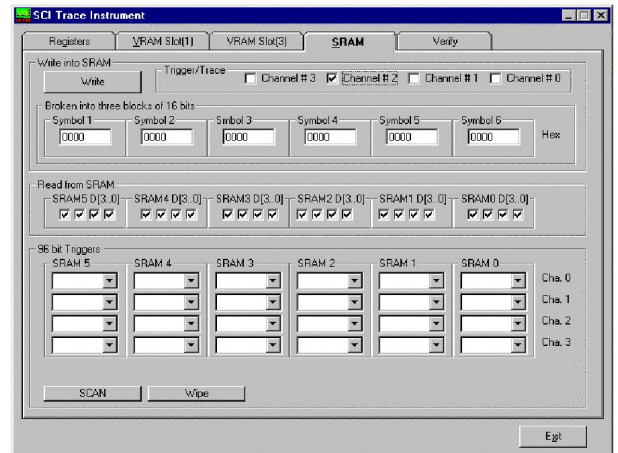 SCI Trace Instrument
Registers VRAM Slot(1) VRAM Slot(3) SRAM Verify
Write into SRAM
Write Trigger/Trace Channel # 3 Channel # 2 Channel # 1 Channel # 0
Broken into three blocks of 16 bits
Symbol 1 Symbol 2 Smbol 3 Symbol 4 Symbol 5 Symbol 6
0000 0000 0000 0000 0000 0000 Hex
Read from SRAM
SRAM5 D[3..0] SRAM4 D[3..0] SRAM3 D[3..0] SRAM2 D[3..0] SRAM1 D[3..0] SRAM0 D[3..0]
96 bit Triggers
SRAM 5 SRAM 4 SRAM 3 SRAM 2 SRAM 1 SRAM 0
Cha. 0
Cha. 1
Cha. 2
Cha. 3
SCAN Wipe
Exit